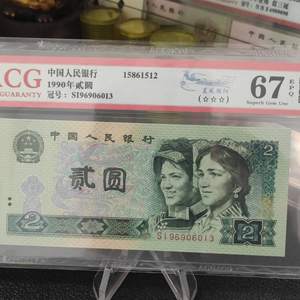 ACG
GUARANTY
中国人民银行
1990年贰圆
冠号: SI96906013
15861512
(☆☆☆)
67
EPQ
Superb Gem Unc
中国人民银行
贰圆
2
SI96906013
2
2